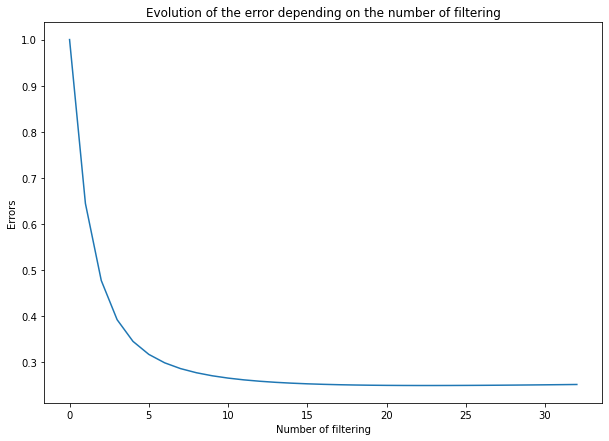 Evolution of the error depending on the number of filtering
1.0
0.9
0.8
0.7
0.6
0.5
0.4
0.3
Errors
0 5 10 15 20 25 30
Number of filtering